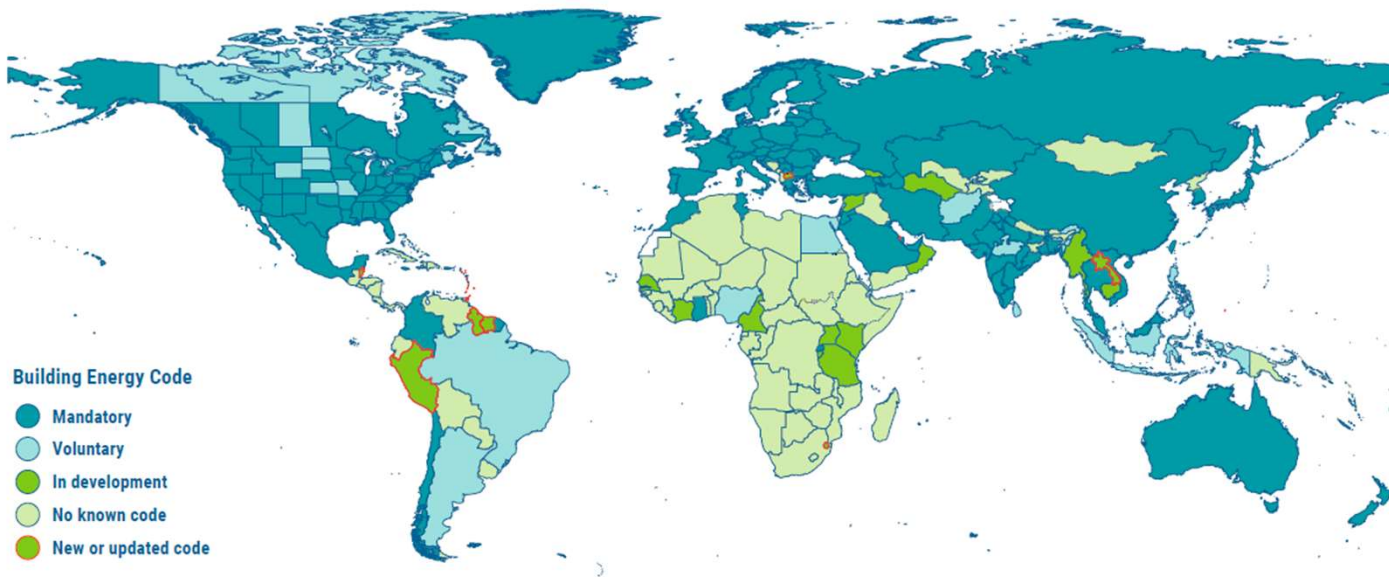 Building Energy Code
Mandatory
Voluntary
In development
No known code
New or updated code